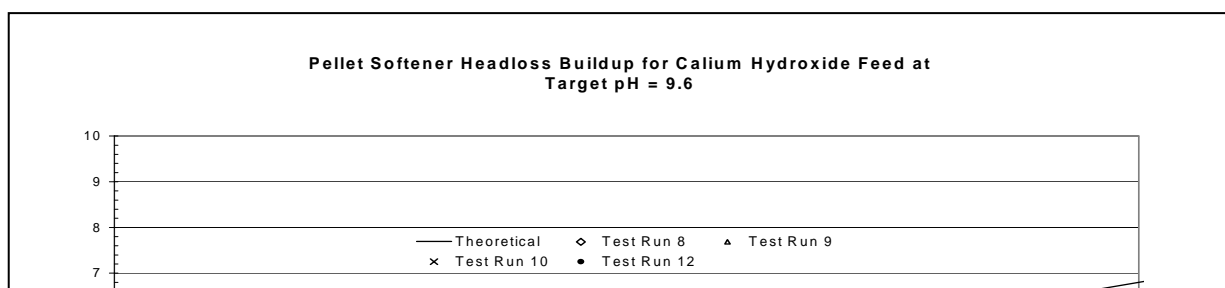 Pellet Softener Headloss Buildup for Calium Hydroxide Feed at
Target pH = 9.6
10
9
8
Theoretical Test Run 8 Test Run 9
Test Run 10 Test Run 12
7